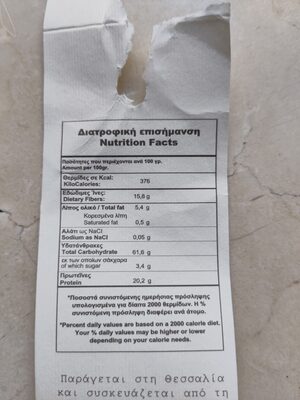 Διατροφική επισήμανση
Nutrition Facts
Ποσότητες που περιέχονται ανά 100 γρ.
Amount per 100gr.
Θερμίδες σε Kcal:
KiloCalories: 376
Εδώδιμες Ίνες:
Dietary Fibers: 15,8 g
Λίπος ολικό / Total fat 5,4 g
Κορεσμένα λίπη
Saturated fat 0,5 g
Αλάτι ως NaCl
Sodium as NaCl 0,05 g
Υδατάνθρακες
Total Carbohydrate 61,6 g
εκ των οποίων σάκχαρα
of which sugar 3,4 g
Πρωτεΐνες
Protein 20,2 g
*Ποσοστά συνιστώμενης ημερήσιας πρόσληψης
υπολογισμένα για δίαιτα 2000 θερμίδων. Η %
συνιστώμενη πρόσληψη διαφέρει ανά άτομο.
*Percent daily values are based on a 2000 calorie diet.
Your % daily values may be higher or lower
depending on your calorie needs.
Παράγεται στη Θεσσαλία
και συσκευάζεται από τη